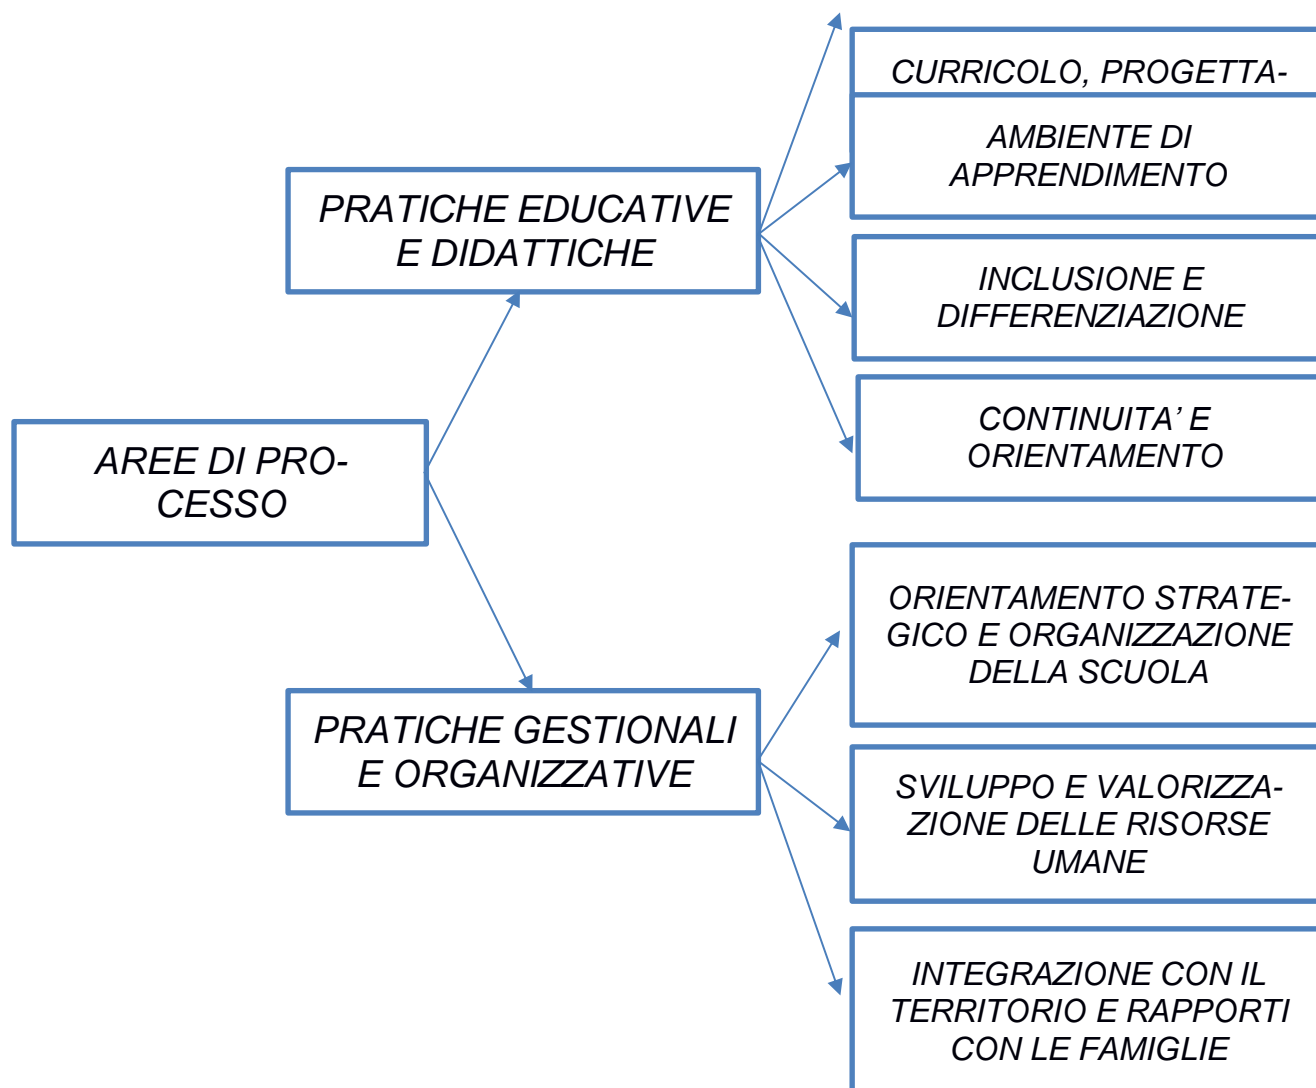 AREE DI PRO-
CESSO
PRATICHE EDUCATIVE
E DIDATTICHE
CURRICOLO, PROGETTA-
AMBIENTE DI
APPRENDIMENTO
INCLUSIONE E
DIFFERENZIAZIONE
CONTINUITA’ E
ORIENTAMENTO
PRATICHE GESTIONALI
E ORGANIZZATIVE
ORIENTAMENTO STRATE-
GICO E ORGANIZZAZIONE
DELLA SCUOLA
SVILUPPO E VALORIZZA-
ZIONE DELLE RISORSE
UMANE
INTEGRAZIONE CON IL
TERRITORIO E RAPPORTI
CON LE FAMIGLIE